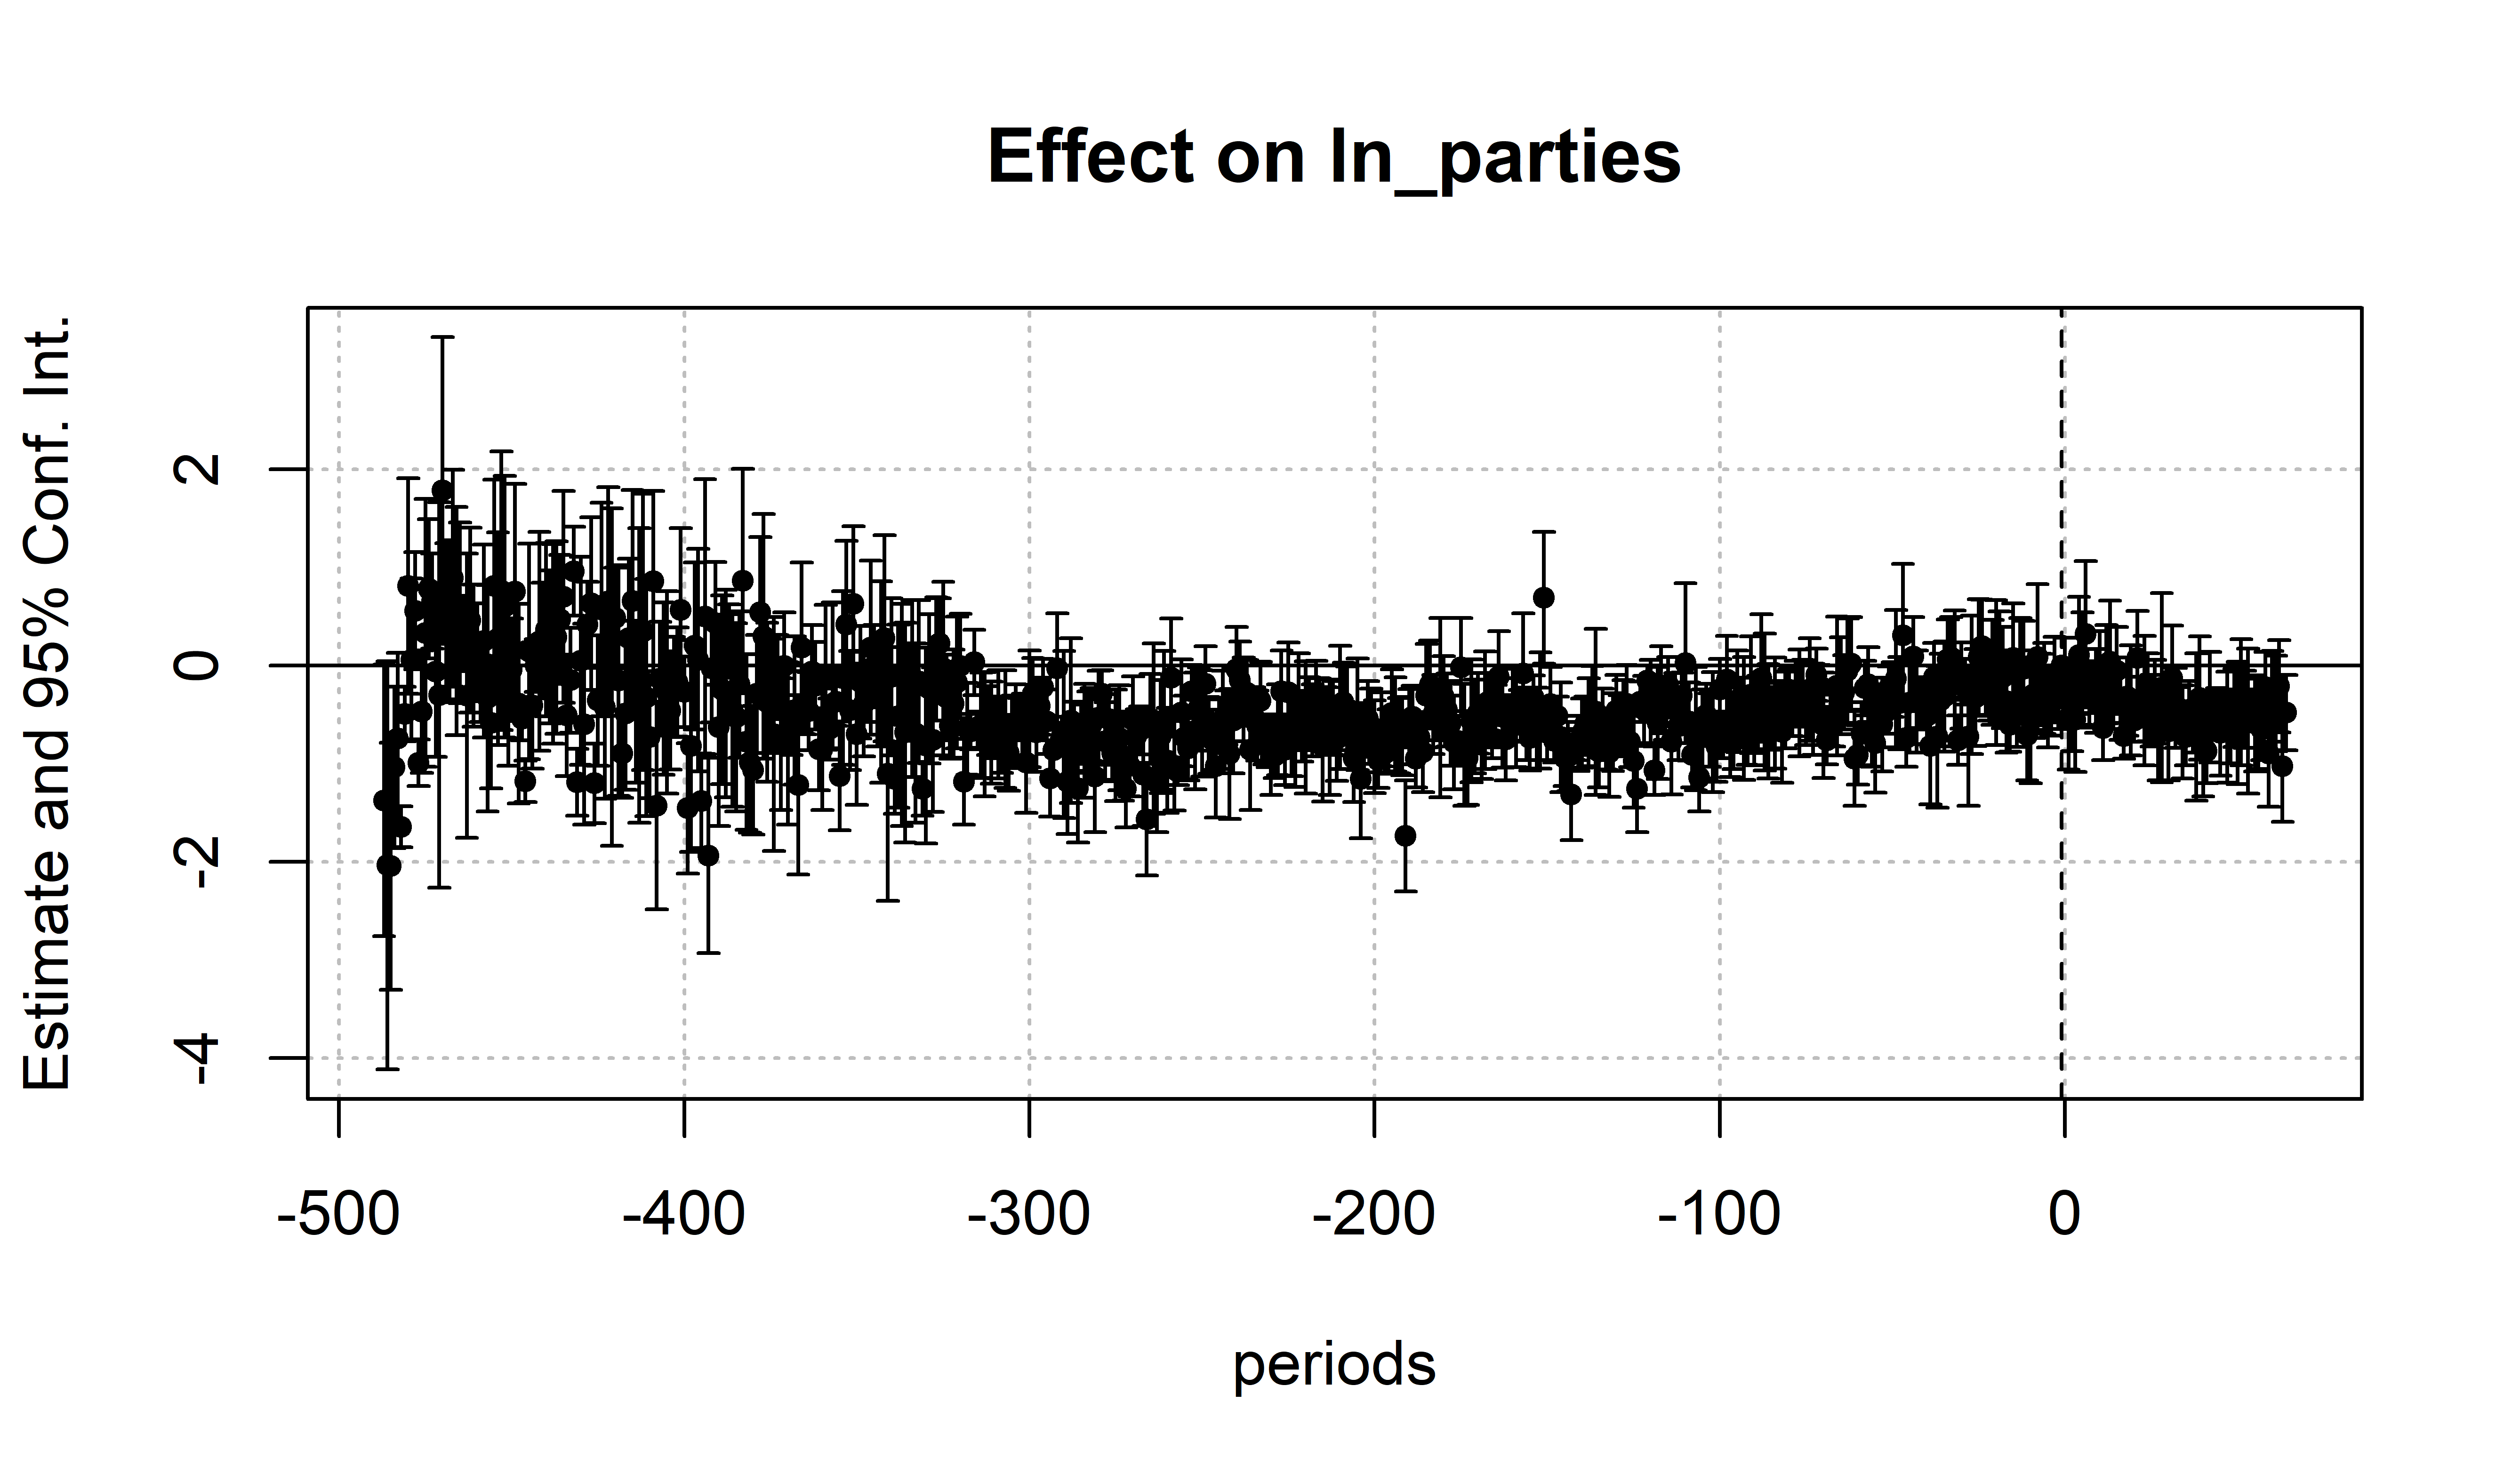 Effect on ln_parties
Estimate and 95% Conf. Int.
2
0
-2
-4
-500 -400 -300 -200 -100 0
periods